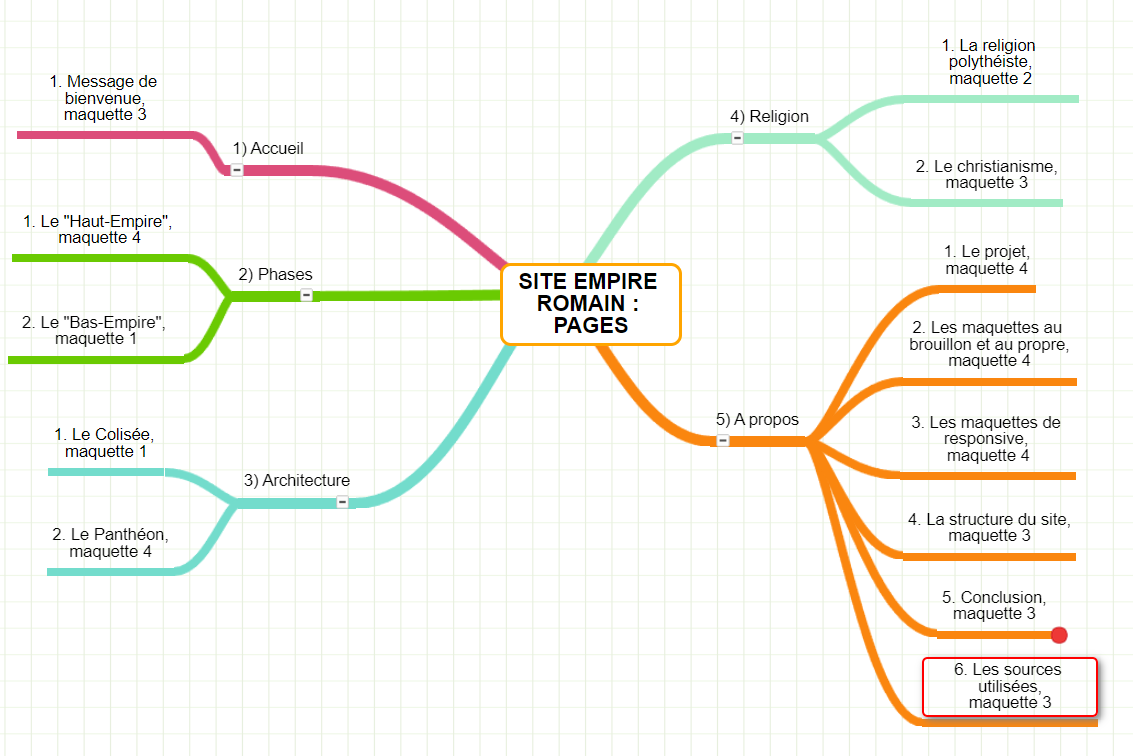 SITE EMPIRE
ROMAIN :
PAGES
1) Accueil
1. Message de
bienvenue,
maquette 3
2) Phases
1. Le "Haut-Empire",
maquette 4
2. Le "Bas-Empire",
maquette 1
3) Architecture
1. Le Colisée,
maquette 1
2. Le Panthéon,
maquette 4
4) Religion
1. La religion
polythéiste,
maquette 2
2. Le christianisme,
maquette 3
5) A propos
1. Le projet,
maquette 4
2. Les maquettes au
brouillon et au propre,
maquette 4
3. Les maquettes de
responsive,
maquette 4
4. La structure du site,
maquette 3
5. Conclusion,
maquette 3
6. Les sources
utilisées,
maquette 3